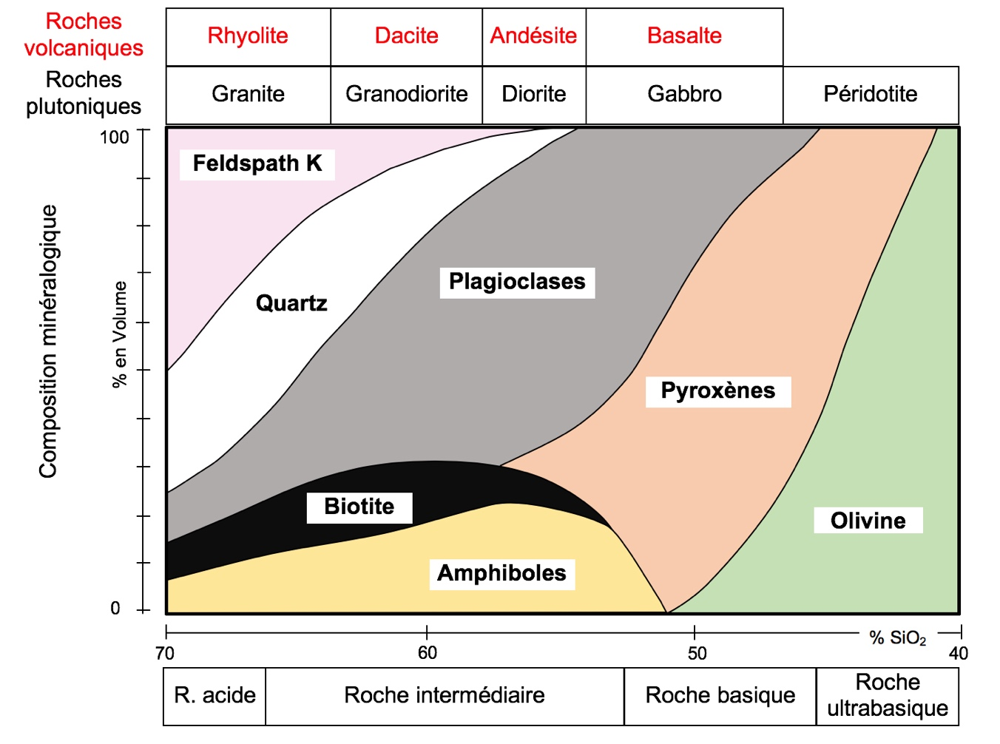 Roches
volcaniques
Rhyolite
Dacite
Andésite
Basalte
Roches
plutoniques
Granite
Granodiorite
Diorite
Gabbro
Péridotite
100
0
Composition minéralogique
% en Volume
Feldspath K
Quartz
Plagioclases
Pyroxènes
Biotite
Olivine
Amphiboles
% SiO₂
70
60
50
40
R. acide
Roche intermédiaire
Roche basique
Roche
ultrabasique